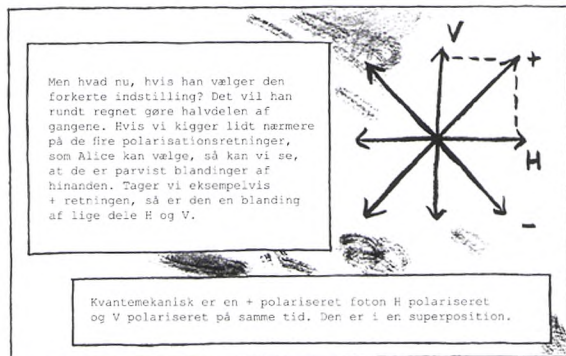 Men hvad nu, hvis han vælger den
forkerte indstilling? Det vil han
rundt regnet gøre halvdelen af
gangene. Hvis vi kigger lidt nærmere
på de fire polarisationsretninger,
som Alice kan vælge, så kan vi se,
at de er parvist blandinger af
hinanden. Tager vi eksempelvis
+ retningen, så er den en blanding
af lige dele H og V.
V
+
H
-
Kvantemekanisk er en + polariseret foton H polariseret
og V polariseret på samme tid. Den er i en superposition.